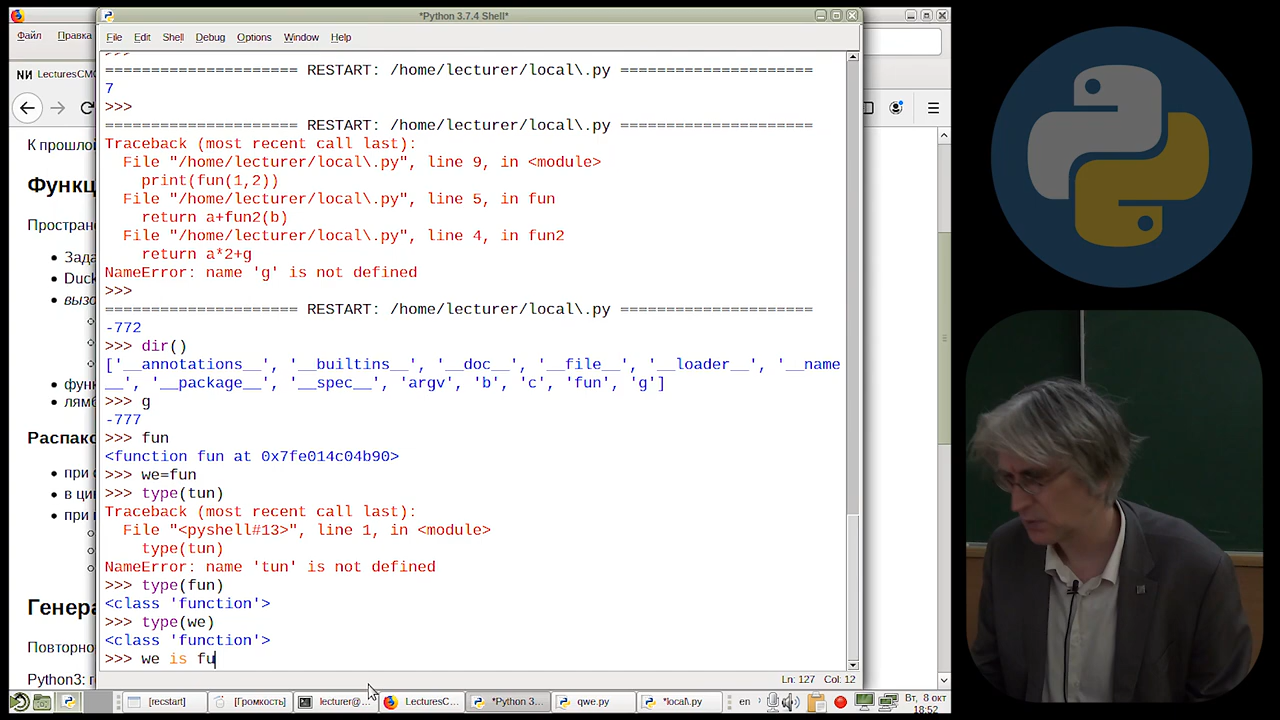 *Python 3.7.4 Shell*
Файл Правка
File Edit Shell Debug Options Window Help
NИ LecturesCMC
>>>
===================== RESTART: /home/lecturer/local\.py =====================
7
>>>
===================== RESTART: /home/lecturer/local\.py =====================
Traceback (most recent call last):
File "/home/lecturer/local\.py", line 9, in <module>
print(fun(1,2))
File "/home/lecturer/local\.py", line 5, in fun
return a+fun2(b)
File "/home/lecturer/local\.py", line 4, in fun2
return a*2+g
NameError: name 'g' is not defined
>>>
===================== RESTART: /home/lecturer/local\.py =====================
-772
>>> dir()
['__annotations__', '__builtins__', '__doc__', '__file__', '__loader__', '__name
__', '__package__', '__spec__', 'argv', 'b', 'c', 'fun', 'g']
>>> g
-777
>>> fun
<function fun at 0x7fe014c04b90>
>>> we=fun
>>> type(tun)
Traceback (most recent call last):
File "<pyshell#13>", line 1, in <module>
type(tun)
NameError: name 'tun' is not defined
>>> type(fun)
<class 'function'>
>>> type(we)
<class 'function'>
>>> we is fu
Ln: 127 Col: 12
К прошлой
Функц
Простран
Зада
Duck
вызо
функ
лямб
Распако
при с
в ци
при
Генера
Повторно
Python3: r
[recstart] [Громкость] lecturer@... LecturesC... *Python 3... qwe.py *local.py en Вт, 8 окт
18:52